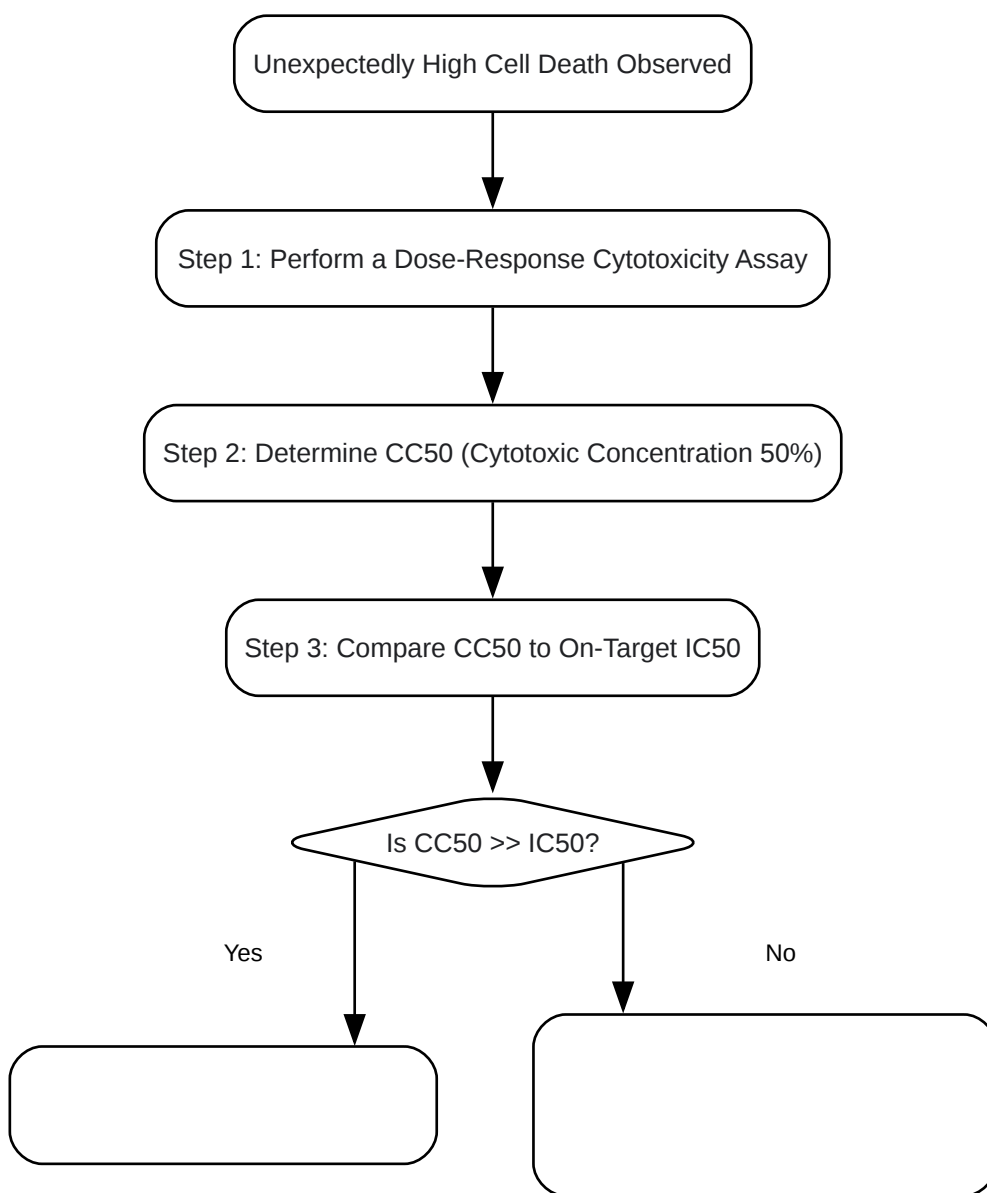 Unexpectedly High Cell Death Observed
Step 1: Perform a Dose-Response Cytotoxicity Assay
Step 2: Determine CC50 (Cytotoxic Concentration 50%)
Step 3: Compare CC50 to On-Target IC50
Is CC50 >> IC50?
Yes
No